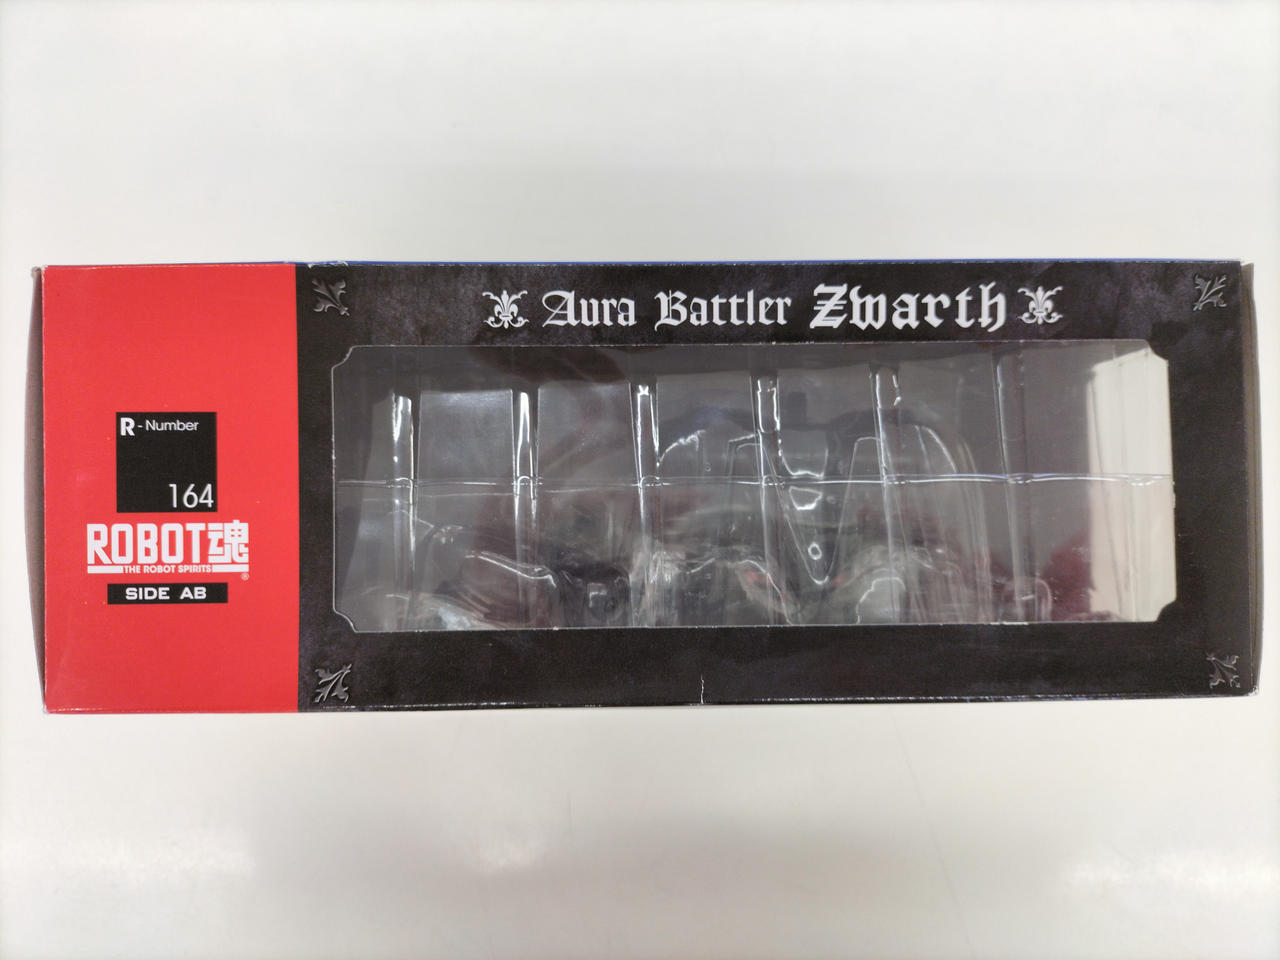 Aura Battler Zwarth
R - Number
164
ROBOT魂
THE ROBOT SPIRITS
®
SIDE AB